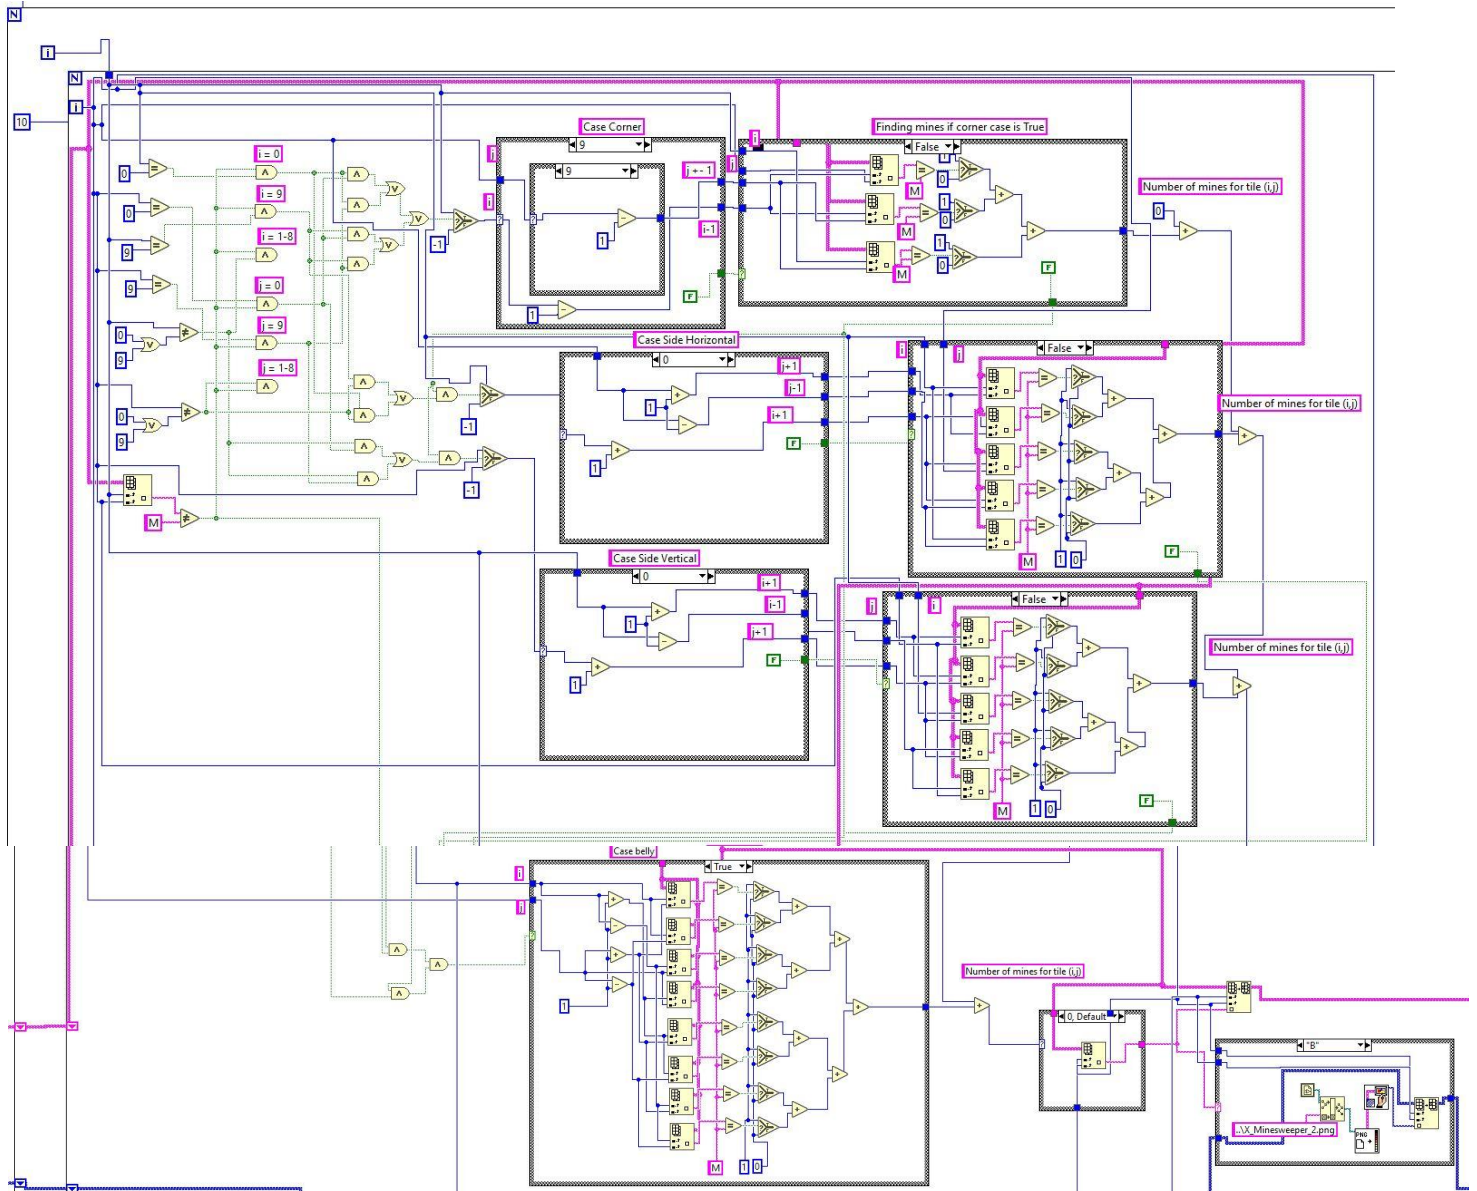 N
i
N
i
10
Case Corner
9
9
j
i
j +- 1
i-1
1
1
F
Finding mines if corner case is True
False
i
j
M
M
M
1
0
1
0
1
0
F
Number of mines for tile (i,j)
0
i = 0
i = 9
i = 1-8
j = 0
j = 9
j = 1-8
0
0
9
9
0
9
0
9
-1
-1
-1
M
Case Side Horizontal
0
j+1
j-1
i+1
1
1
F
False
i
j
M
1 0
F
Number of mines for tile (i,j)
Case Side Vertical
0
i+1
i-1
j+1
1
1
F
False
j
i
M
1 0
F
Number of mines for tile (i,j)
Case belly
True
i
j
1
M
1 0
Number of mines for tile (i,j)
0, Default
"B"
..\X_Minesweeper_2.png
PNG